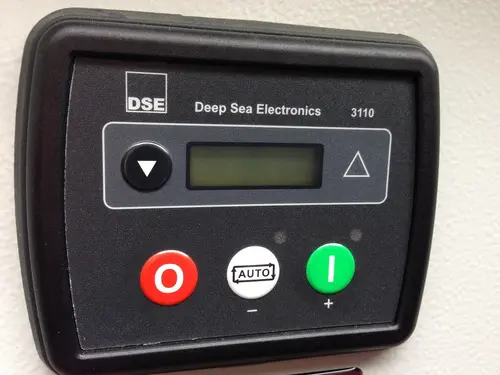 DSE
Deep Sea Electronics 3110
O AUTO I
− +